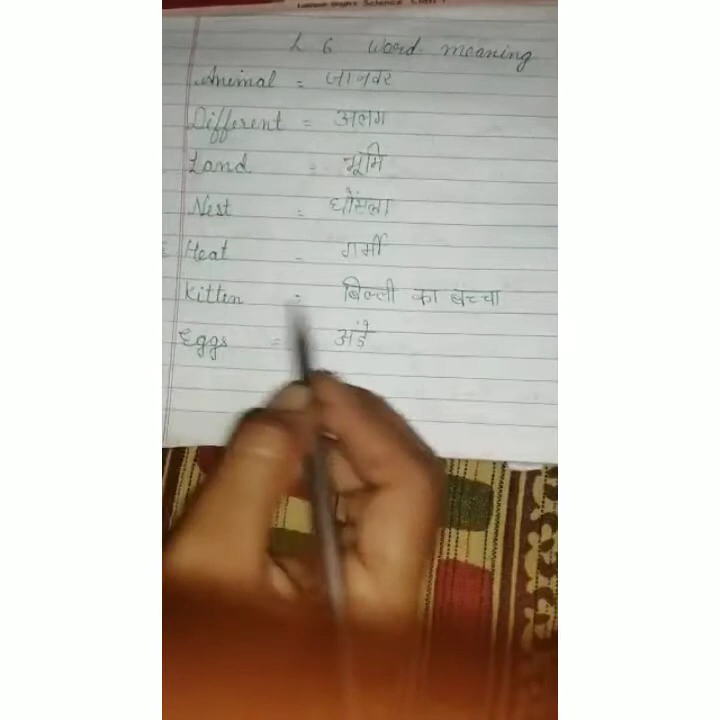 L 6 Word meaning
Animal = जानवर
Different = अलग
Land = भूमि
Nest = घोंसला
Heat = गर्मी
Kitten = बिल्ली का बच्चा
Eggs = अंडे